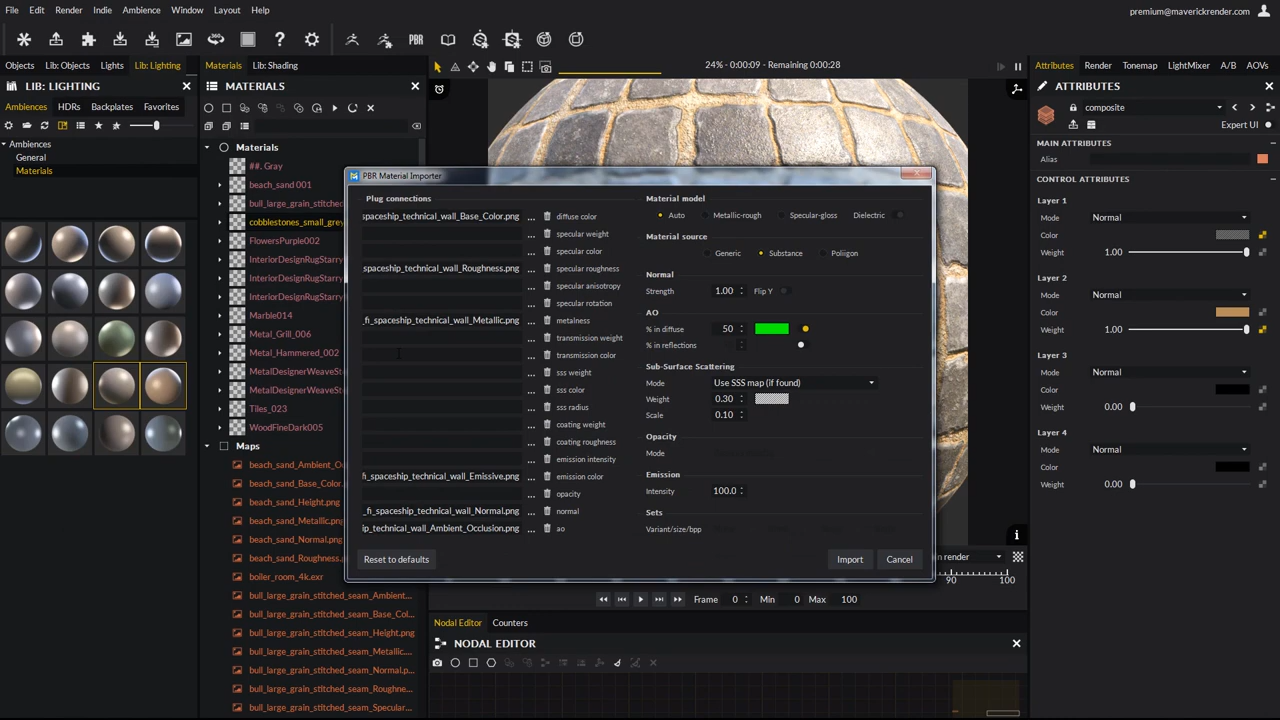 File Edit Render Indie Ambience Window Layout Help
premium@maverickrender.com
PBR
Objects Lib: Objects Lights Lib: Lighting
Materials Lib: Shading
24% - 0:00:09 - Remaining 0:00:28
Attributes Render Tonemap LightMixer A/B AOVs
LIB: LIGHTING
MATERIALS
ATTRIBUTES
Ambiences HDRs Backplates Favorites
composite
Expert UI
Ambiences
General
Materials
Materials
##. Gray
beach_sand 001
bull_large_grain_stitched_s
cobblestones_small_grey
FlowersPurple002
InteriorDesignRugStarry
InteriorDesignRugStarry
InteriorDesignRugStarry
Marble014
Metal_Grill_006
Metal_Hammered_002
MetalDesignerWeaveSt
MetalDesignerWeaveSt
Tiles_023
WoodFineDark005
Maps
beach_sand_Ambient_O
beach_sand_Base_Color.
beach_sand_Height.png
beach_sand_Metallic.png
beach_sand_Normal.png
beach_sand_Roughness.
boiler_room_4k.exr
bull_large_grain_stitched_seam_Ambient...
bull_large_grain_stitched_seam_Base_Col...
bull_large_grain_stitched_seam_Height.png
bull_large_grain_stitched_seam_Metallic....
bull_large_grain_stitched_seam_Normal.p...
bull_large_grain_stitched_seam_Roughne...
bull_large_grain_stitched_seam_Specular...
PBR Material Importer
Plug connections
spaceship_technical_wall_Base_Color.png ... diffuse color
... specular weight
... specular color
spaceship_technical_wall_Roughness.png ... specular roughness
... specular anisotropy
... specular rotation
_fi_spaceship_technical_wall_Metallic.png ... metalness
... transmission weight
... transmission color
... sss weight
... sss color
... sss radius
... coating weight
... coating roughness
... emission intensity
fi_spaceship_technical_wall_Emissive.png ... emission color
... opacity
_fi_spaceship_technical_wall_Normal.png ... normal
ip_technical_wall_Ambient_Occlusion.png ... ao
Material model
Auto Metallic-rough Specular-gloss Dielectric
Material source
Generic Substance Poliigon
Normal
Strength 1.00 Flip Y
AO
% in diffuse 50
% in reflections
Sub-Surface Scattering
Mode Use SSS map (if found)
Weight 0.30
Scale 0.10
Opacity
Mode
Emission
Intensity 100.0
Sets
Variant/size/bpp
Reset to defaults Import Cancel
MAIN ATTRIBUTES
Alias
CONTROL ATTRIBUTES
Layer 1
Mode Normal
Color
Weight 1.00
Layer 2
Mode Normal
Color
Weight 1.00
Layer 3
Mode Normal
Color
Weight 0.00
Layer 4
Mode Normal
Color
Weight 0.00
n render
90 100
Frame 0 Min 0 Max 100
Nodal Editor Counters
NODAL EDITOR